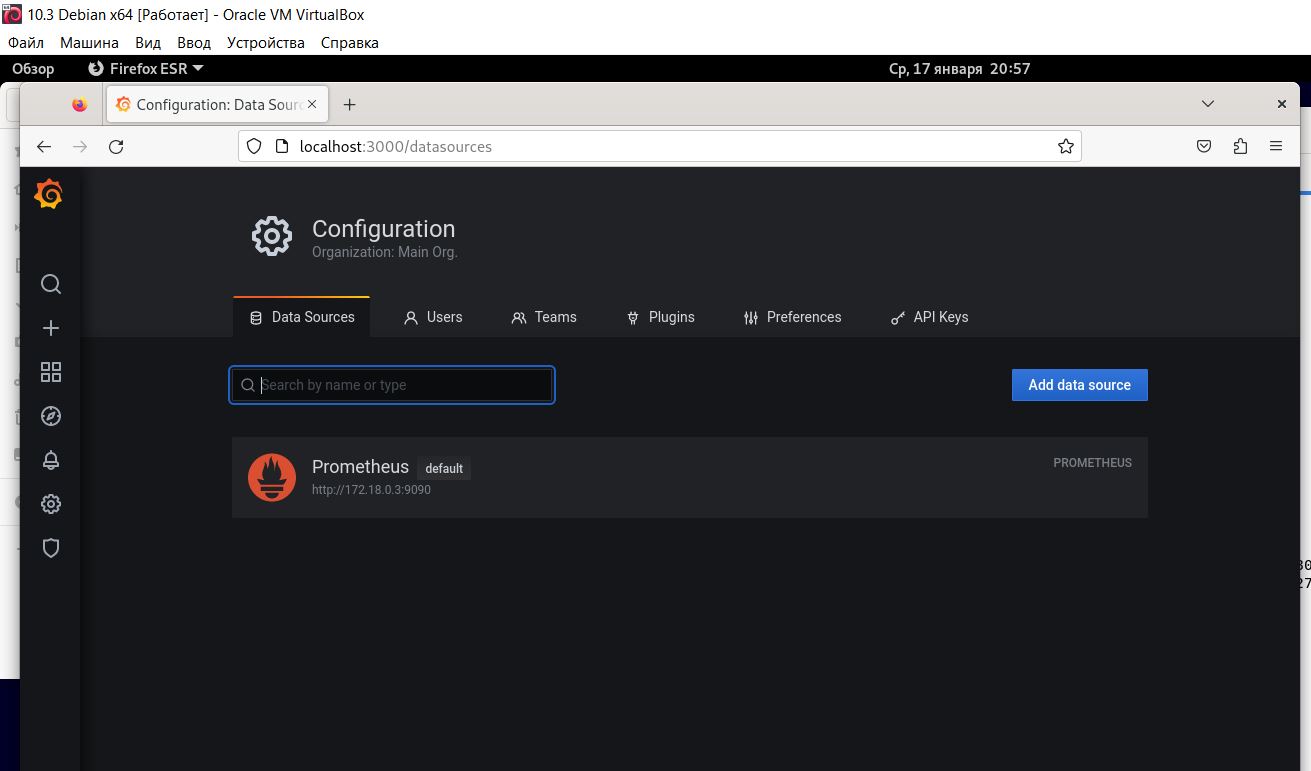 10.3 Debian x64 [Работает] - Oracle VM VirtualBox
Файл Машина Вид Ввод Устройства Справка
Обзор Firefox ESR Ср, 17 января 20:57
Configuration: Data Sourc
localhost:3000/datasources
Configuration
Organization: Main Org.
Data Sources Users Teams Plugins Preferences API Keys
Search by name or type Add data source
Prometheus default PROMETHEUS
http://172.18.0.3:9090
27